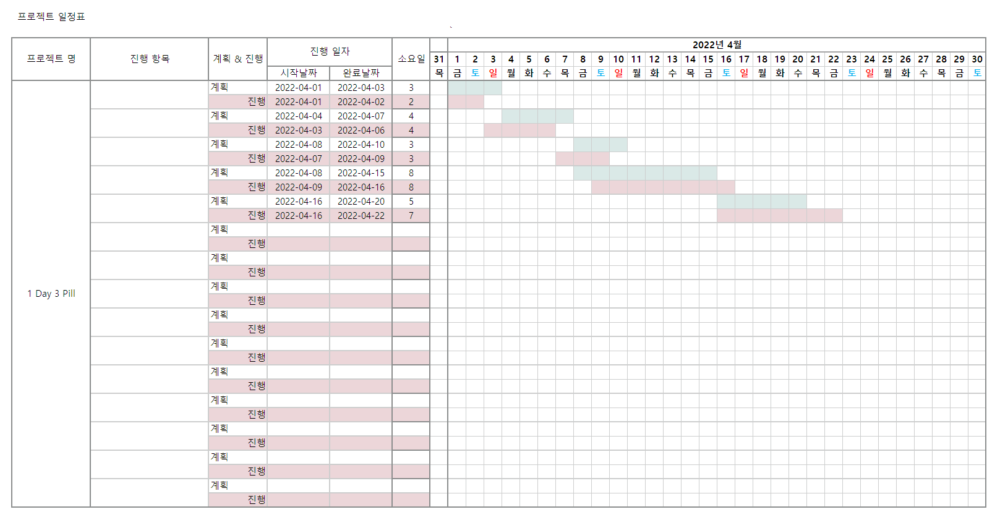 프로젝트 일정표
`
프로젝트 명 진행 항목 계획 & 진행 진행 일자 소요일 2022년 4월
31 1 2 3 4 5 6 7 8 9 10 11 12 13 14 15 16 17 18 19 20 21 22 23 24 25 26 27 28 29 30
시작날짜 완료날짜 목 금 토 일 월 화 수 목 금 토 일 월 화 수 목 금 토 일 월 화 수 목 금 토 일 월 화 수 목 금 토
계획 2022-04-01 2022-04-03 3
진행 2022-04-01 2022-04-02 2
계획 2022-04-04 2022-04-07 4
진행 2022-04-03 2022-04-06 4
계획 2022-04-08 2022-04-10 3
진행 2022-04-07 2022-04-09 3
계획 2022-04-08 2022-04-15 8
진행 2022-04-09 2022-04-16 8
계획 2022-04-16 2022-04-20 5
진행 2022-04-16 2022-04-22 7
계획
진행
계획
진행
계획
1 Day 3 Pill
진행
계획
진행
계획
진행
계획
진행
계획
진행
계획
진행
계획
진행
계획
진행